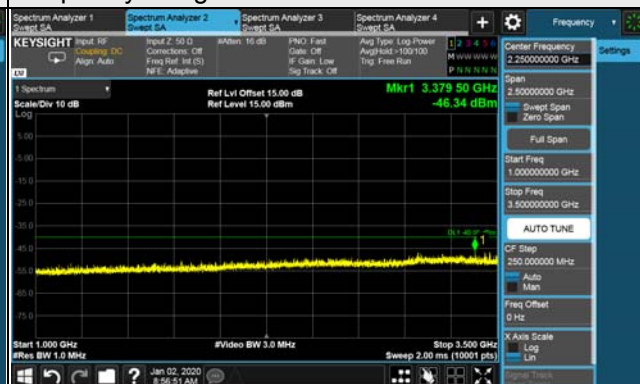 Spectrum Analyzer 1
Swept SA
Spectrum Analyzer 2
Swept SA
Spectrum Analyzer 3
Swept SA
Spectrum Analyzer 4
Swept SA
+
Frequency
KEYSIGHT
Input: RF
Coupling: DC
Align: Auto
Input Z: 50 Ω
Corrections: Off
Freq Ref: Int (S)
NFE: Adaptive
#Atten: 16 dB
PNO: Fast
Gate: Off
IF Gain: Low
Sig Track: Off
Avg Type: Log-Power
Avg|Hold:>100/100
Trig: Free Run
1 2 3 4 5 6
M W W W W W
P N N N N N
LXI
1 Spectrum
Scale/Div 10 dB
Log
Ref Lvl Offset 15.00 dB
Ref Level 15.00 dBm
Mkr1 3.379 50 GHz
-46.34 dBm
5.00
-5.00
-15.0
-25.0
-35.0
-45.0
-55.0
-65.0
-75.0
1
Start 1.000 GHz
#Res BW 1.0 MHz
#Video BW 3.0 MHz
Stop 3.500 GHz
Sweep 2.00 ms (10001 pts)
Jan 02, 2020
8:56:51 AM
Center Frequency
2.250000000 GHz
Span
2.50000000 GHz
Swept Span
Zero Span
Full Span
Start Freq
1.000000000 GHz
Stop Freq
3.500000000 GHz
AUTO TUNE
CF Step
250.000000 MHz
Auto
Man
Freq Offset
0 Hz
X Axis Scale
Log
Lin
Signal Track
Settings